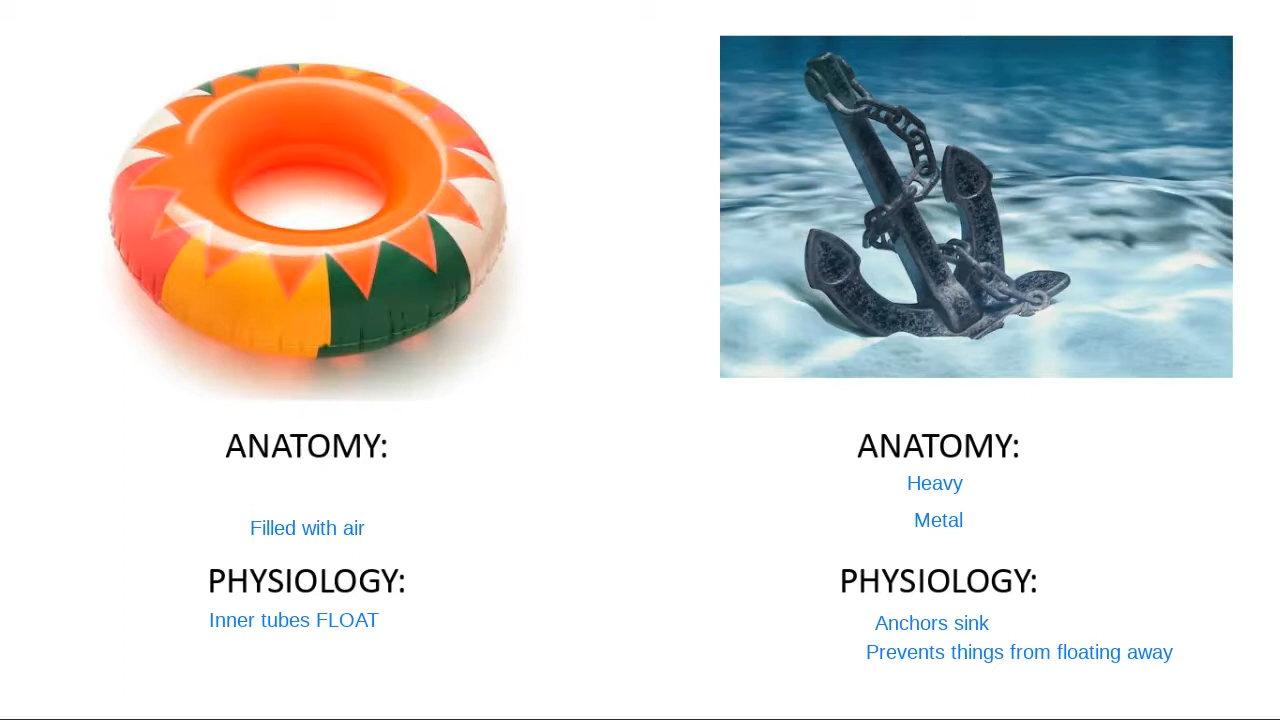 ANATOMY:
Filled with air
PHYSIOLOGY:
Inner tubes FLOAT
ANATOMY:
Heavy
Metal
PHYSIOLOGY:
Anchors sink
Prevents things from floating away